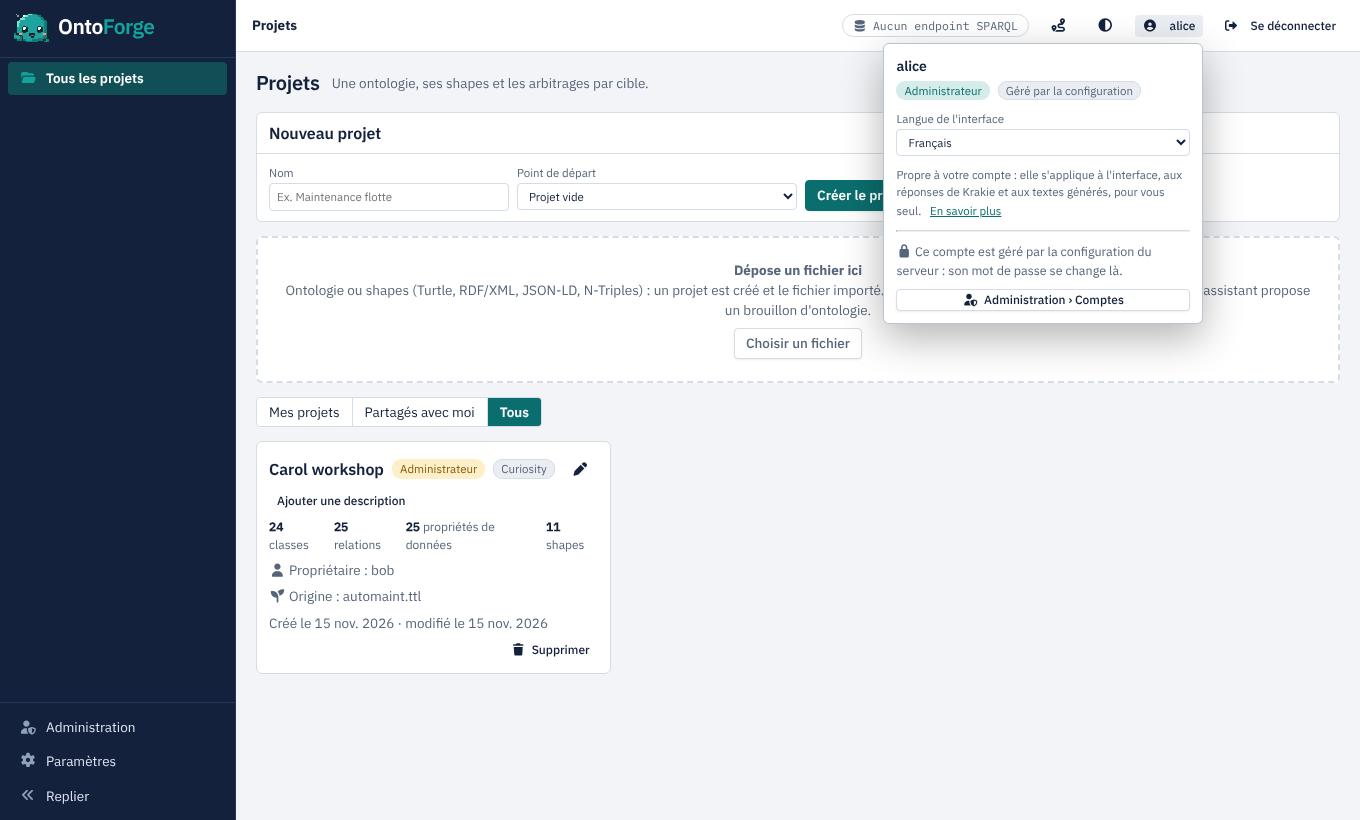 OntoForge
Tous les projets
Administration
Paramètres
Replier
Projets
Aucun endpoint SPARQL
alice
Se déconnecter
Projets
Une ontologie, ses shapes et les arbitrages par cible.
Nouveau projet
Nom
Point de départ
Ex. Maintenance flotte
Projet vide
Créer le pr
alice
Administrateur
Géré par la configuration
Langue de l'interface
Français
Propre à votre compte : elle s'applique à l'interface, aux
réponses de Krakie et aux textes générés, pour vous
seul. En savoir plus
Ce compte est géré par la configuration du
serveur : son mot de passe se change là.
Administration › Comptes
Dépose un fichier ici
Ontologie ou shapes (Turtle, RDF/XML, JSON-LD, N-Triples) : un projet est créé et le fichier importé.
assistant propose
un brouillon d'ontologie.
Choisir un fichier
Mes projets
Partagés avec moi
Tous
Carol workshop
Administrateur
Curiosity
Ajouter une description
24 classes
25 relations
25 propriétés de données
11 shapes
Propriétaire : bob
Origine : automaint.ttl
Créé le 15 nov. 2026 · modifié le 15 nov. 2026
Supprimer